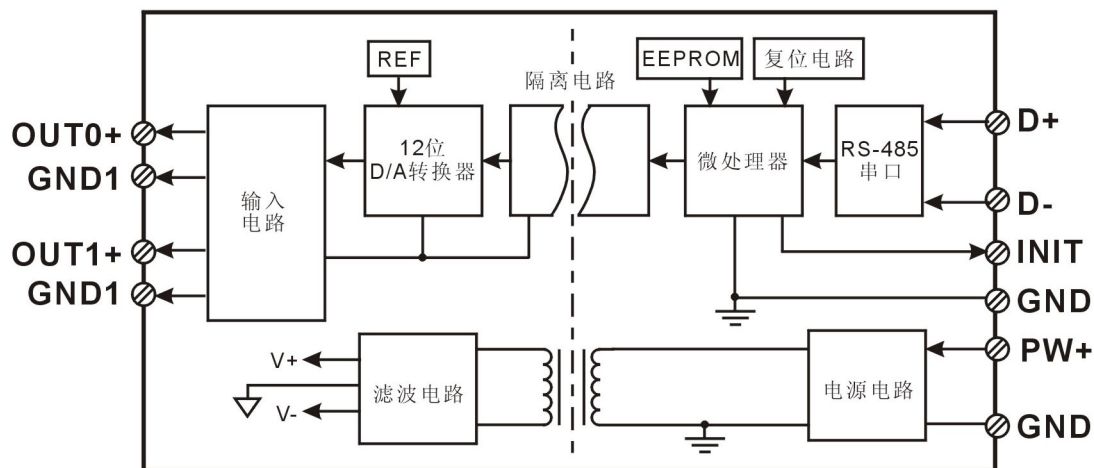 REF
隔离电路
EEPROM
复位电路
OUT0+
GND1
OUT1+
GND1
输入
电路
12位
D/A转换器
微处理器
RS-485
串口
D+
D-
INIT
GND
PW+
GND
V+
V-
滤波电路
电源电路